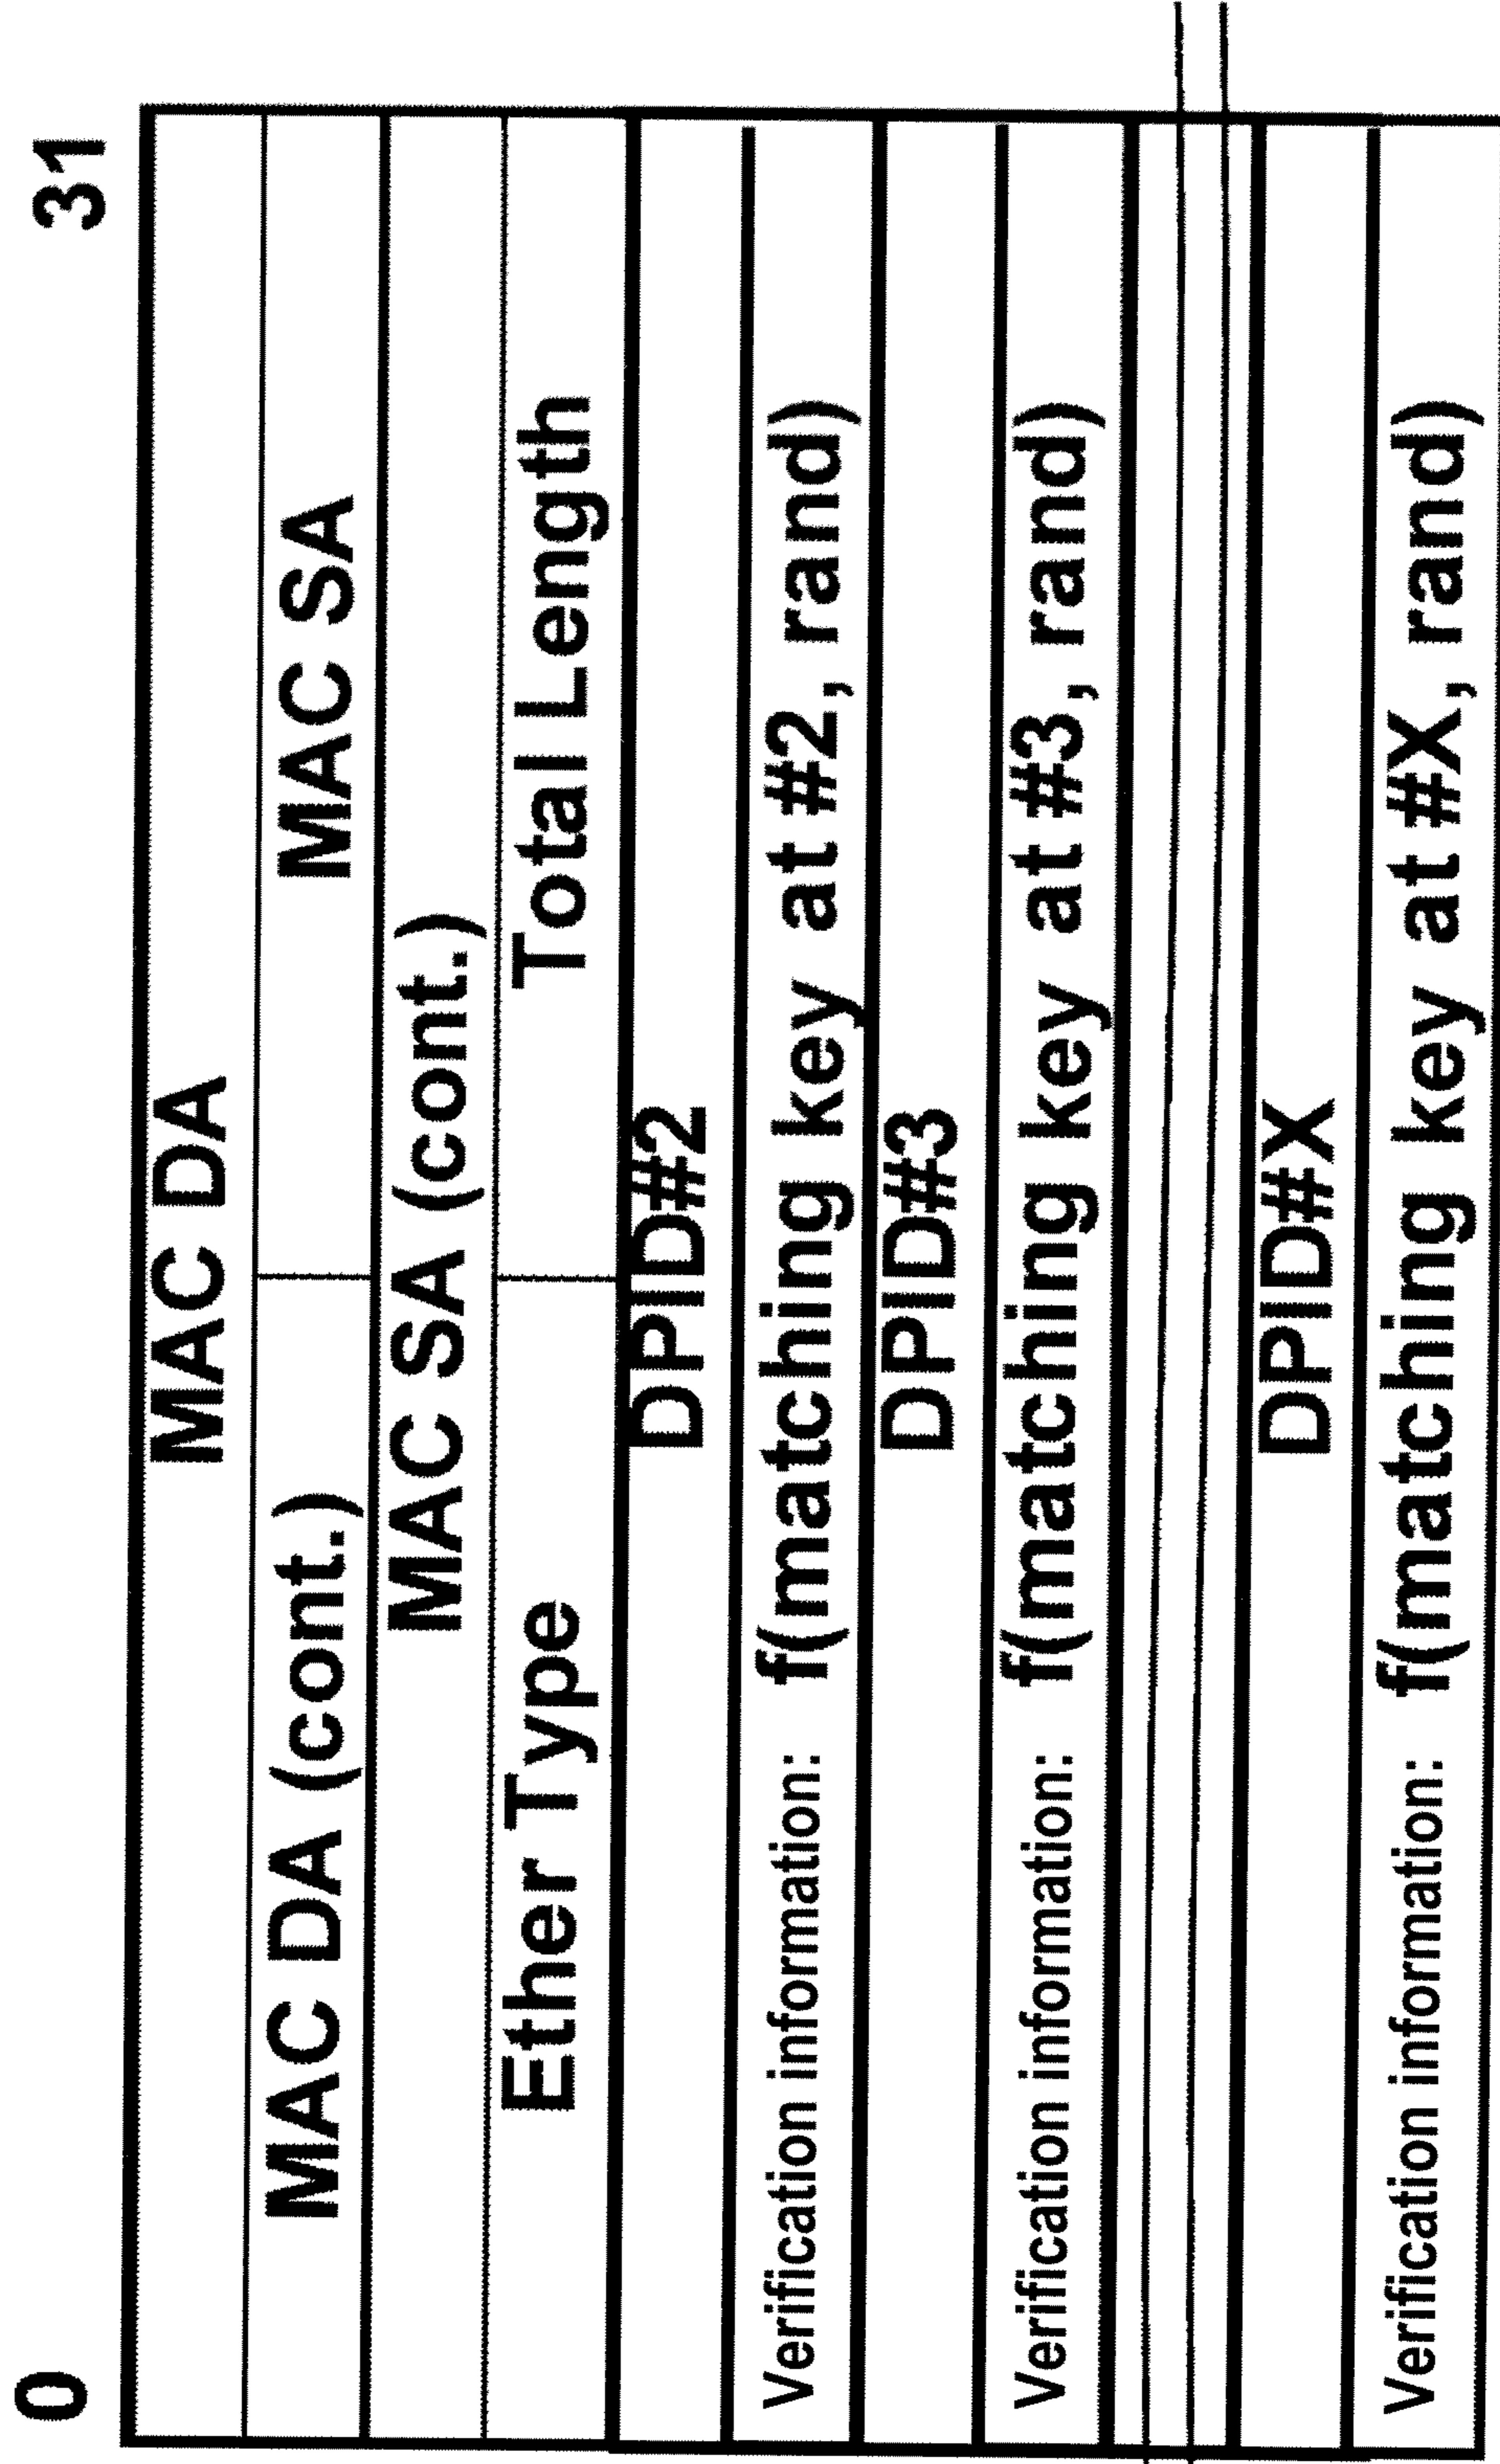 0 31
MAC DA
MAC DA (cont.) MAC SA
MAC SA (cont.)
Ether Type Total Length
DPID#2
Verification information: f(matching key at #2, rand)
DPID#3
Verification information: f(matching key at #3, rand)
DPID#X
Verification information: f(matching key at #X, rand)